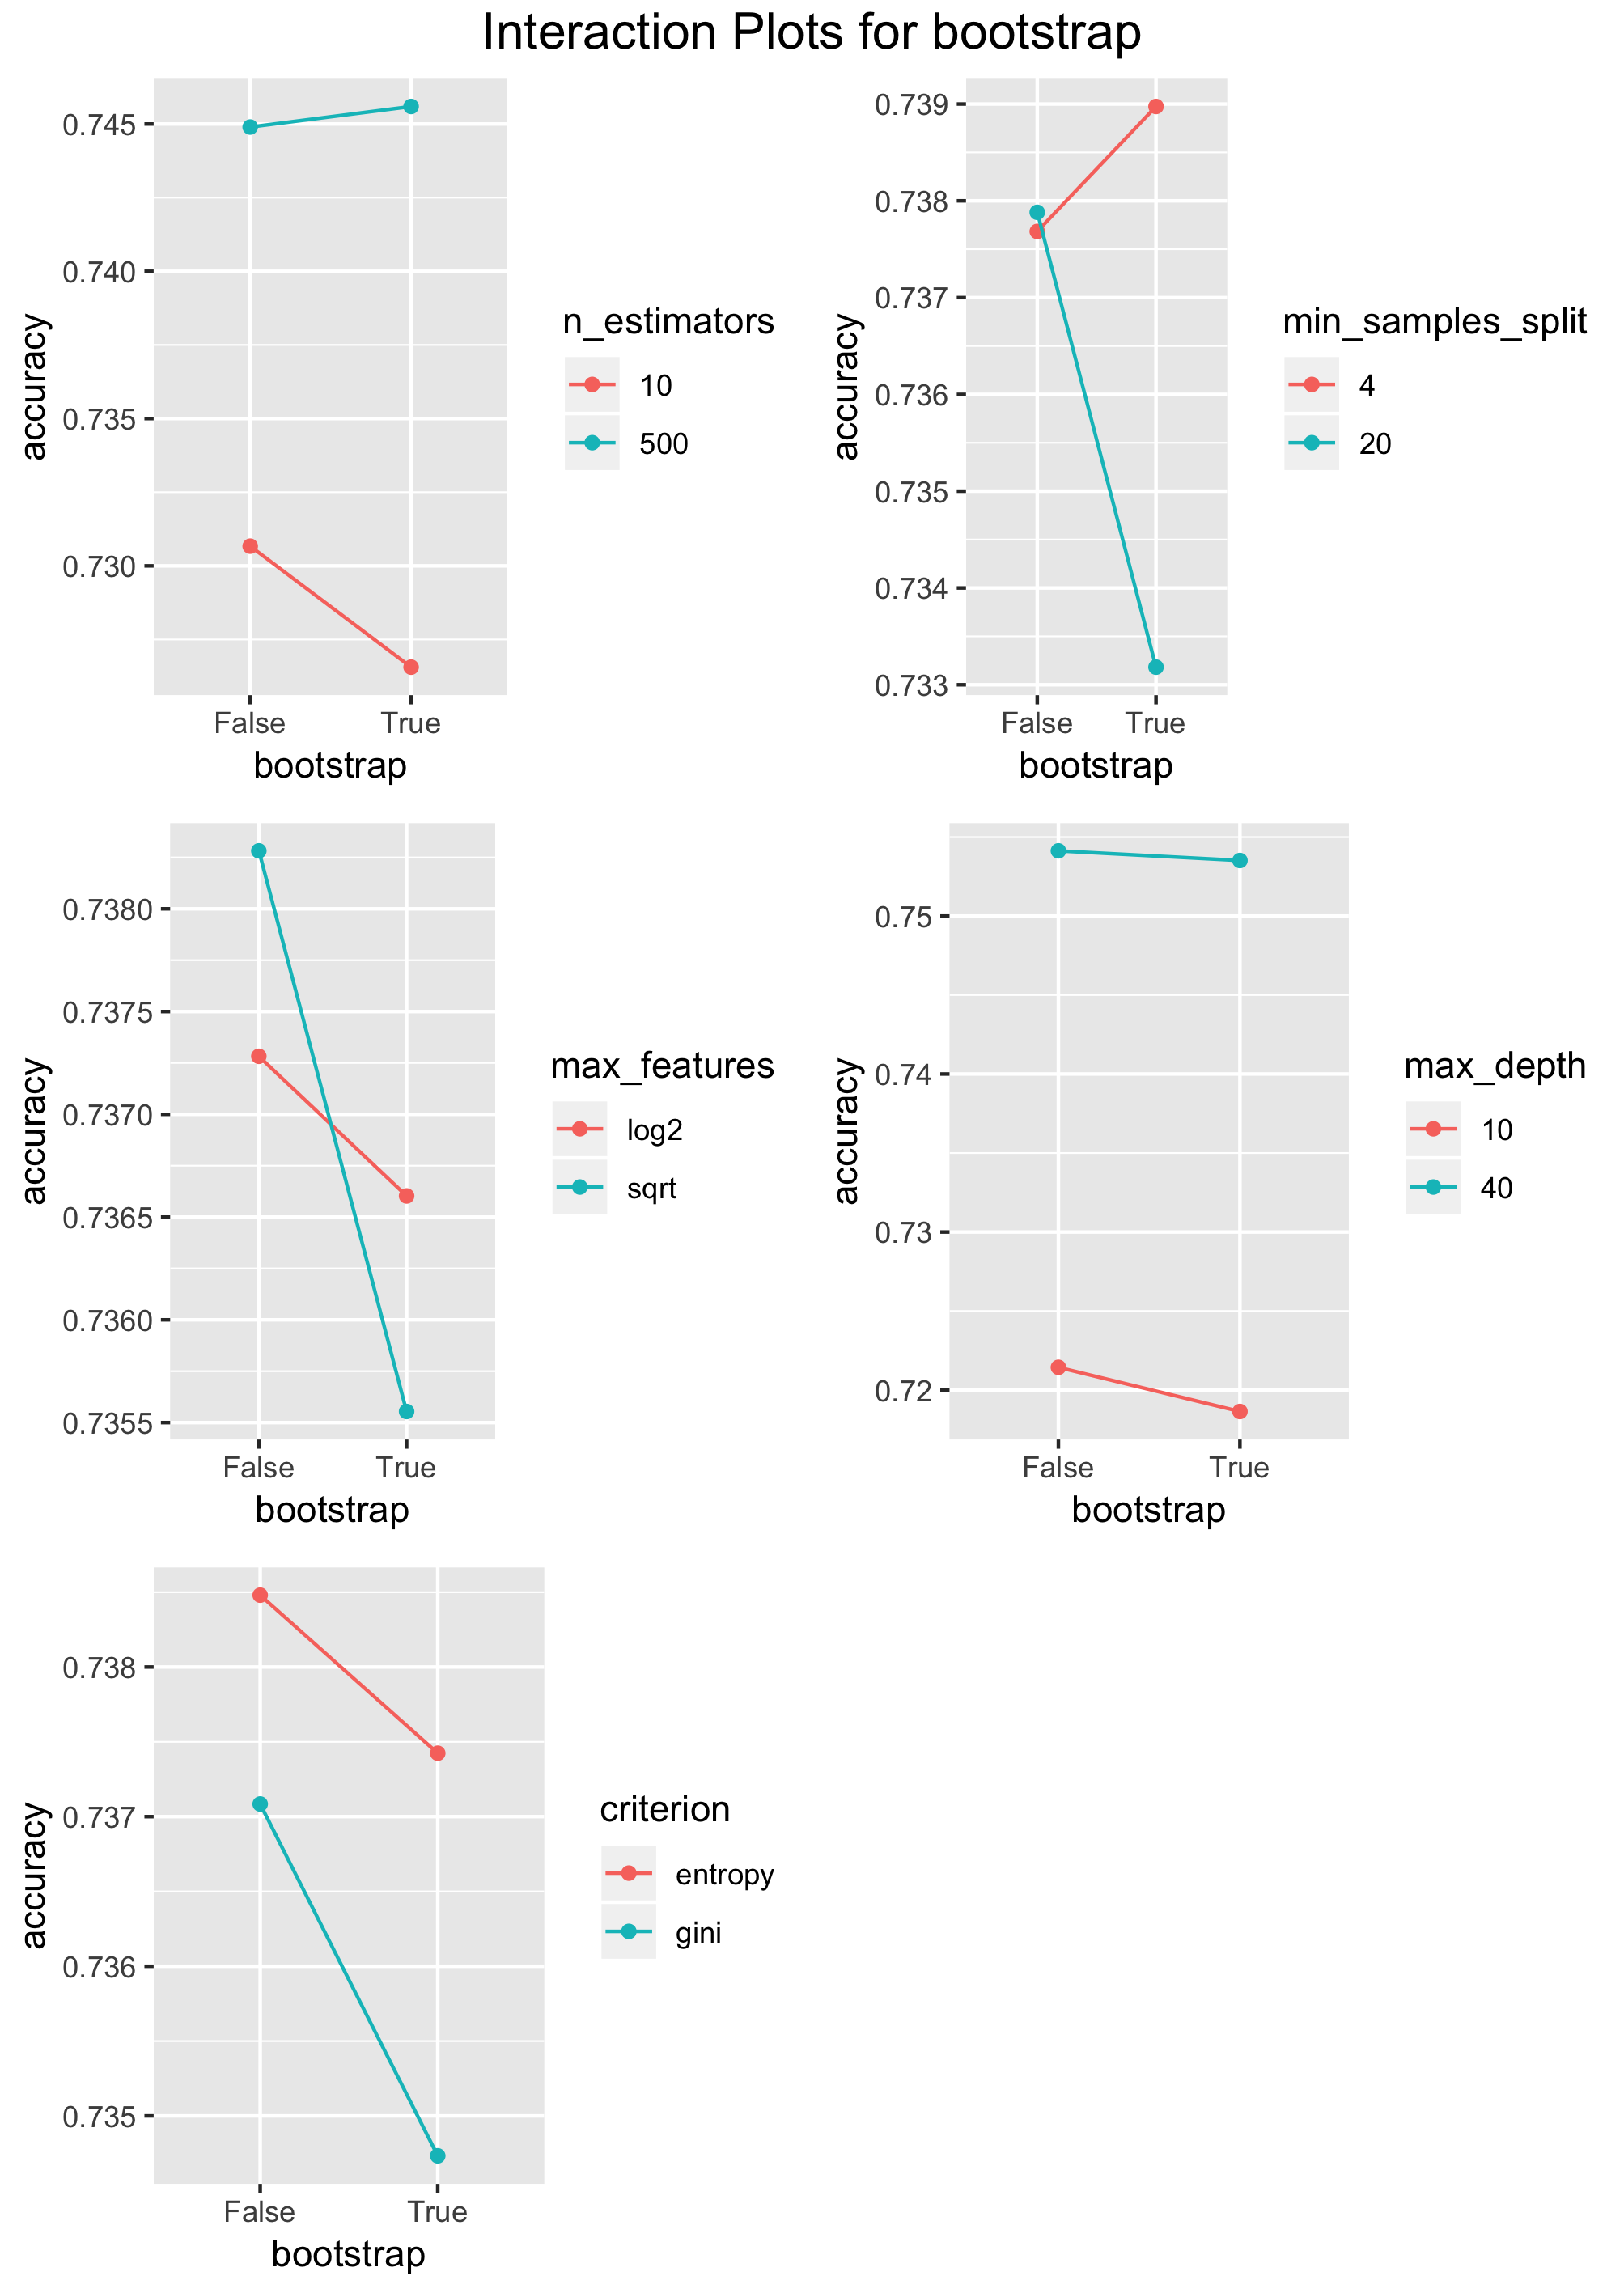 Interaction Plots for bootstrap
accuracy
0.745
0.740
0.735
0.730
False True
bootstrap
n_estimators
10
500
accuracy
0.739
0.738
0.737
0.736
0.735
0.734
0.733
False True
bootstrap
min_samples_split
4
20
accuracy
0.7380
0.7375
0.7370
0.7365
0.7360
0.7355
False True
bootstrap
max_features
log2
sqrt
accuracy
0.75
0.74
0.73
0.72
False True
bootstrap
max_depth
10
40
accuracy
0.738
0.737
0.736
0.735
False True
bootstrap
criterion
entropy
gini